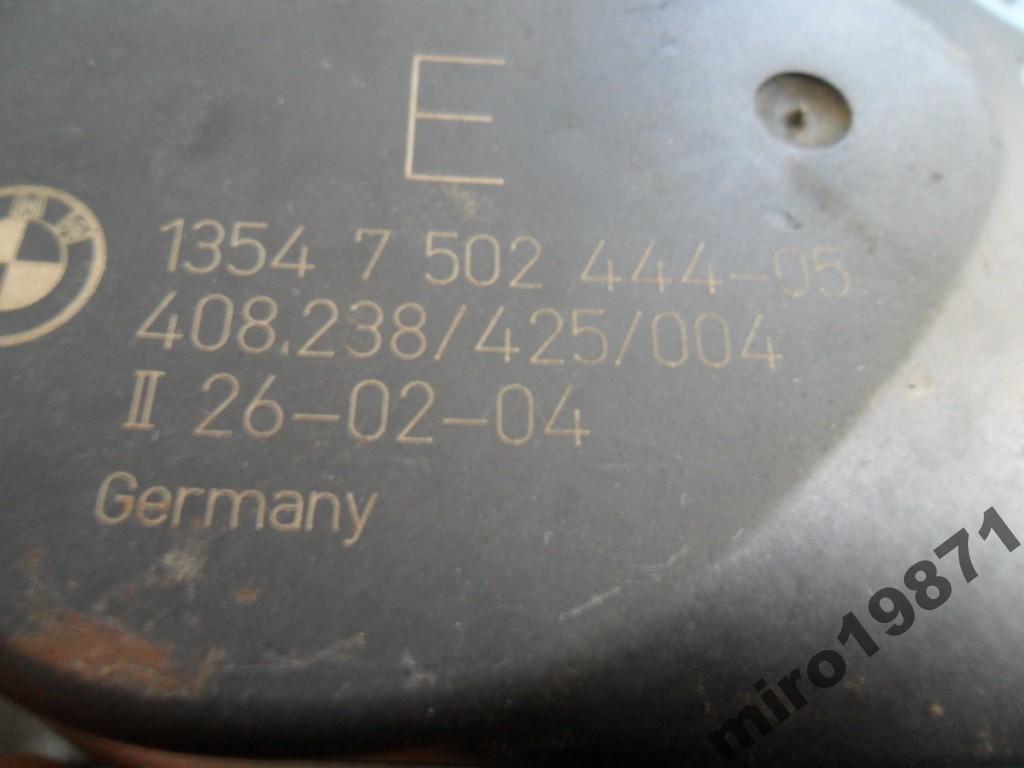 E
1354 7 502 444-05
408.238/425/004
II 26-02-04
Germany
miro19871